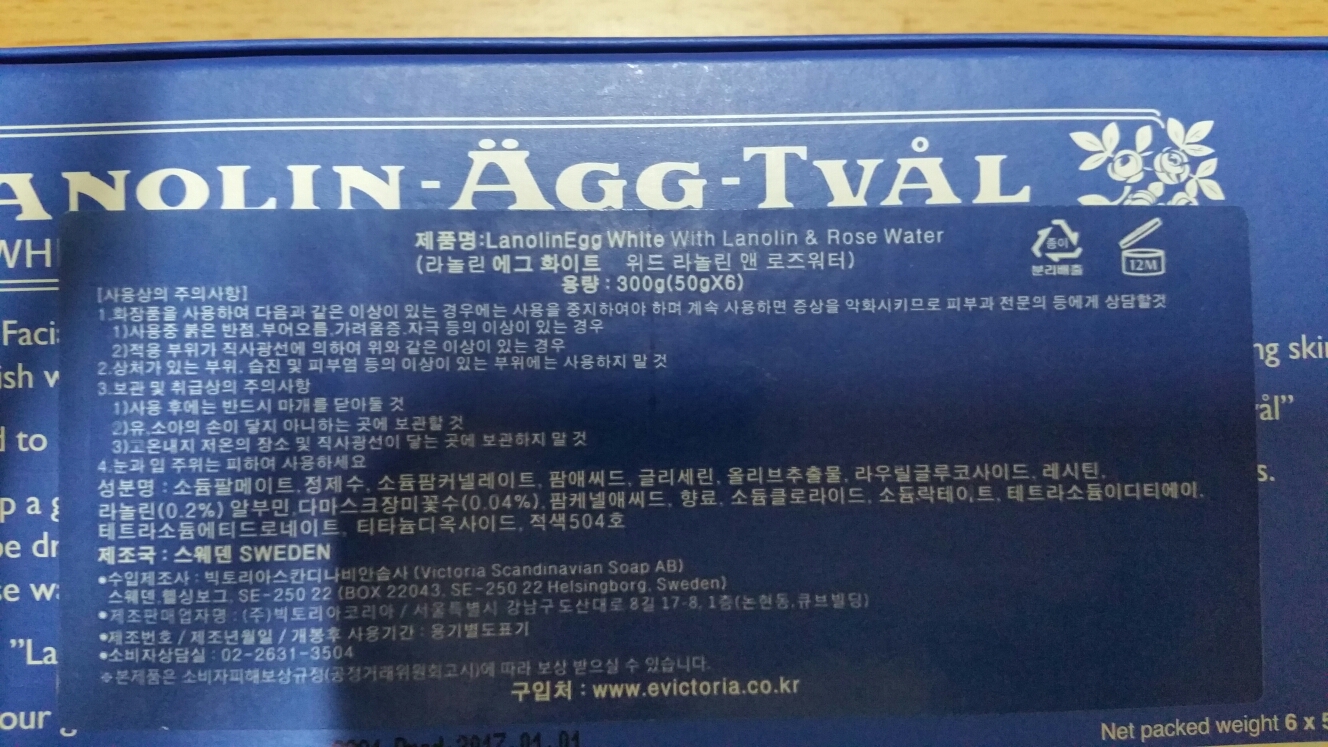 ANOLIN-ÄGG-TVÅL
WHI
제품명:LanolinEgg White With Lanolin & Rose Water
(라놀린 에그 화이트 위드 라놀린 앤 로즈워터)
용량 : 300g(50gX6)
종이
분리배출
12M
[사용상의 주의사항]
1.화장품을 사용하여 다음과 같은 이상이 있는 경우에는 사용을 중지하여야 하며 계속 사용하면 증상을 악화시키므로 피부과 전문의 등에게 상담할것
1)사용중 붉은 반점.부어오름.가려움증.자극 등의 이상이 있는 경우
2)적용 부위가 직사광선에 의하여 위와 같은 이상이 있는 경우
2.상처가 있는 부위, 습진 및 피부염 등의 이상이 있는 부위에는 사용하지 말 것
3.보관 및 취급상의 주의사항
1)사용 후에는 반드시 마개를 닫아둘 것
2)유.소아의 손이 닿지 아니하는 곳에 보관할 것
3)고온내지 저온의 장소 및 직사광선이 닿는 곳에 보관하지 말 것
4.눈과 입 주위는 피하여 사용하세요
성분명 : 소듐팔메이트, 정제수, 소듐팜커넬레이트, 팜애씨드, 글리세린, 올리브추출물, 라우릴글루코사이드, 레시틴,
라놀린(0.2%) 알부민,다마스크장미꽃수(0.04%), 팜케넬애씨드, 향료, 소듐클로라이드, 소듐락테이트, 테트라소듐이디티에이,
테트라소듐에티드로네이트, 티타늄디옥사이드, 적색504호
제조국 : 스웨덴 SWEDEN
•수입제조사 : 빅토리아스칸디나비안솝사 (Victoria Scandinavian Soap AB)
스웨덴,헬싱보그, SE-250 22 (BOX 22043, SE-250 22 Helsingborg, Sweden)
•제조판매업자명 : (주)빅토리아코리아 / 서울특별시 강남구 도산대로 8길 17-8, 1층(논현동,큐브빌딩)
•제조번호 / 제조년월일 / 개봉후 사용기간 : 용기별도표기
•소비자상담실 : 02-2631-3504
※본제품은 소비자피해보상규정(공정거래위원회고시)에 따라 보상 받으실 수 있습니다.
구입처 : www.evictoria.co.kr
Faci
ng skin
ish w
ål"
d to
s.
p a g
be dr
se w
"La
our g
Net packed weight 6 x 5
Prod 2017.01.01